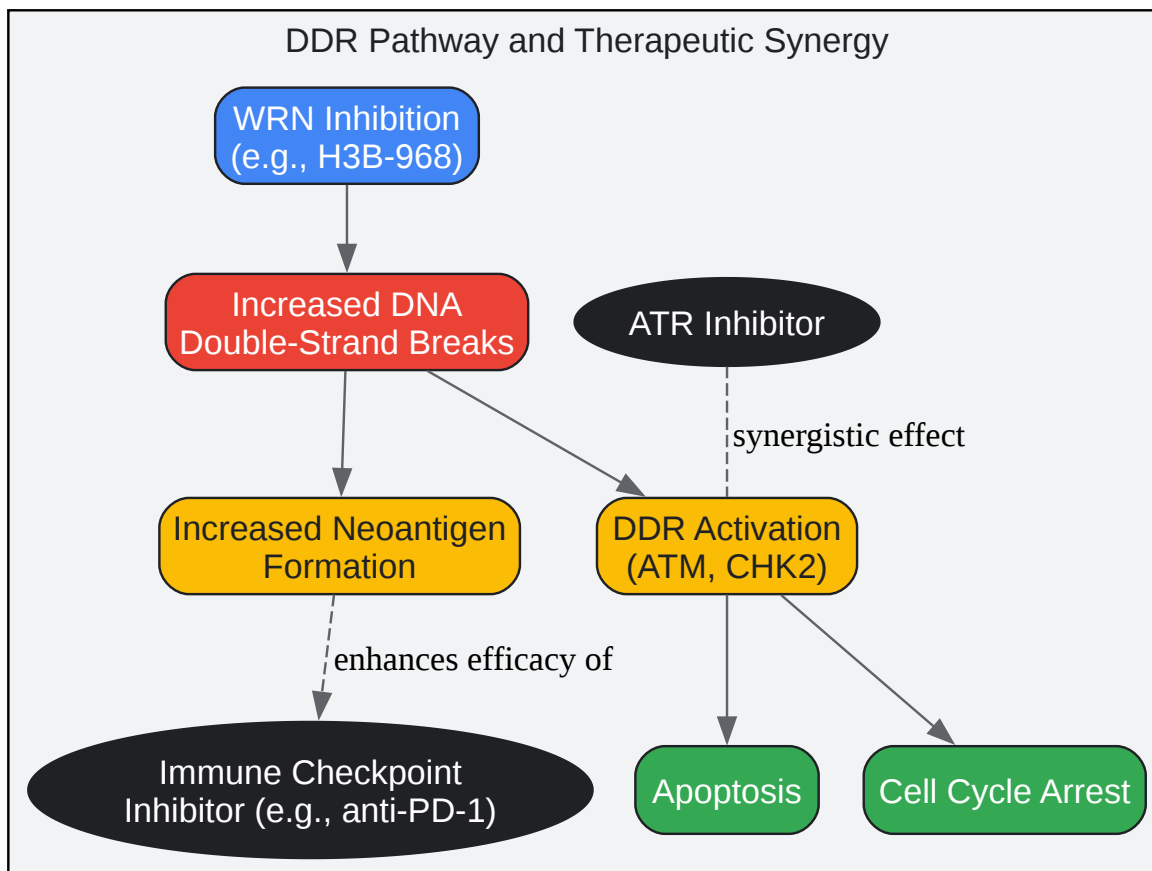 DDR Pathway and Therapeutic Synergy
WRN Inhibition
(e.g., H3B-968)
Increased DNA
Double-Strand Breaks
ATR Inhibitor
synergistic effect
Increased Neoantigen
Formation
DDR Activation
(ATM, CHK2)
enhances efficacy of
Immune Checkpoint
Inhibitor (e.g., anti-PD-1)
Apoptosis
Cell Cycle Arrest